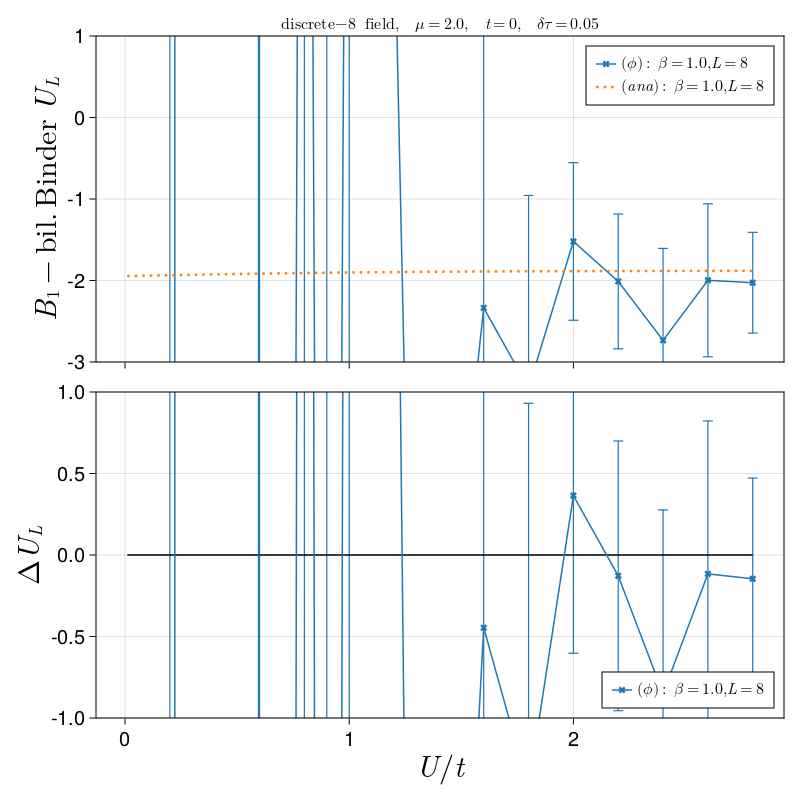 discrete−8 field, μ = 2.0, t = 0, δτ = 0.05
B₁ − bil. Binder U_L
1
0
-1
-2
-3
(ϕ) : β = 1.0, L = 8
(ana) : β = 1.0, L = 8
Δ U_L
1.0
0.5
0.0
-0.5
-1.0
(ϕ) : β = 1.0, L = 8
0 1 2
U/t